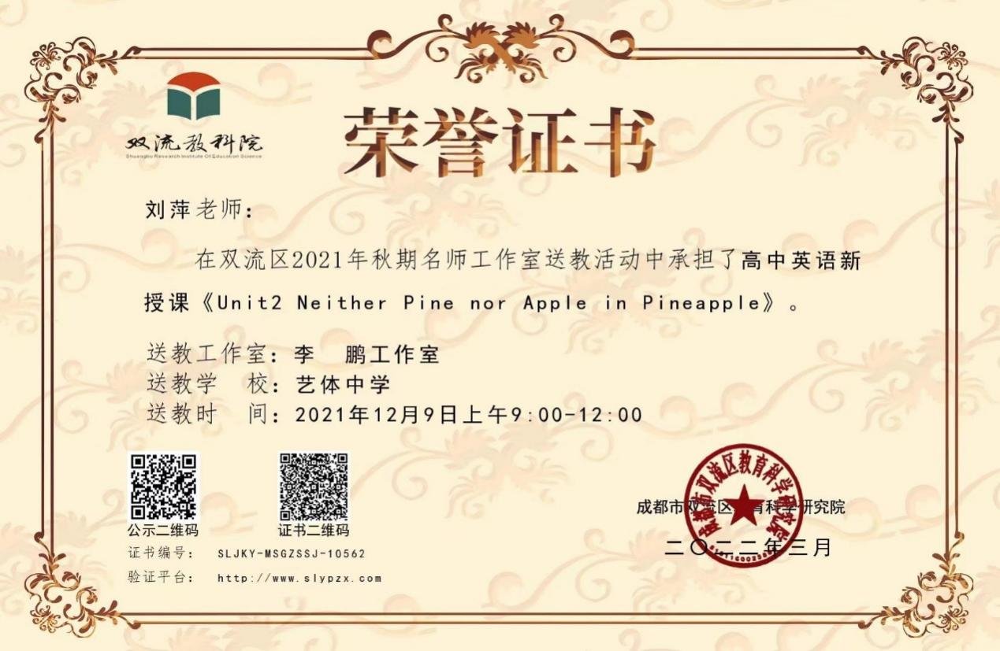 双流教科院
Shuangliu Research Institute Of Education Science
荣誉证书
刘萍老师：
在双流区2021年秋期名师工作室送教活动中承担了高中英语新
授课《Unit2 Neither Pine nor Apple in Pineapple》。
送教工作室：李　鹏工作室
送教学　校：艺体中学
送教时　间：2021年12月9日上午9:00-12:00
公示二维码
证书二维码
证书编号： SLJKY-MSGZSSJ-10562
验证平台： http://www.slypzx.com
成都市双流区教育科学研究院
成都市双流区教育科学研究院
二〇二二年三月